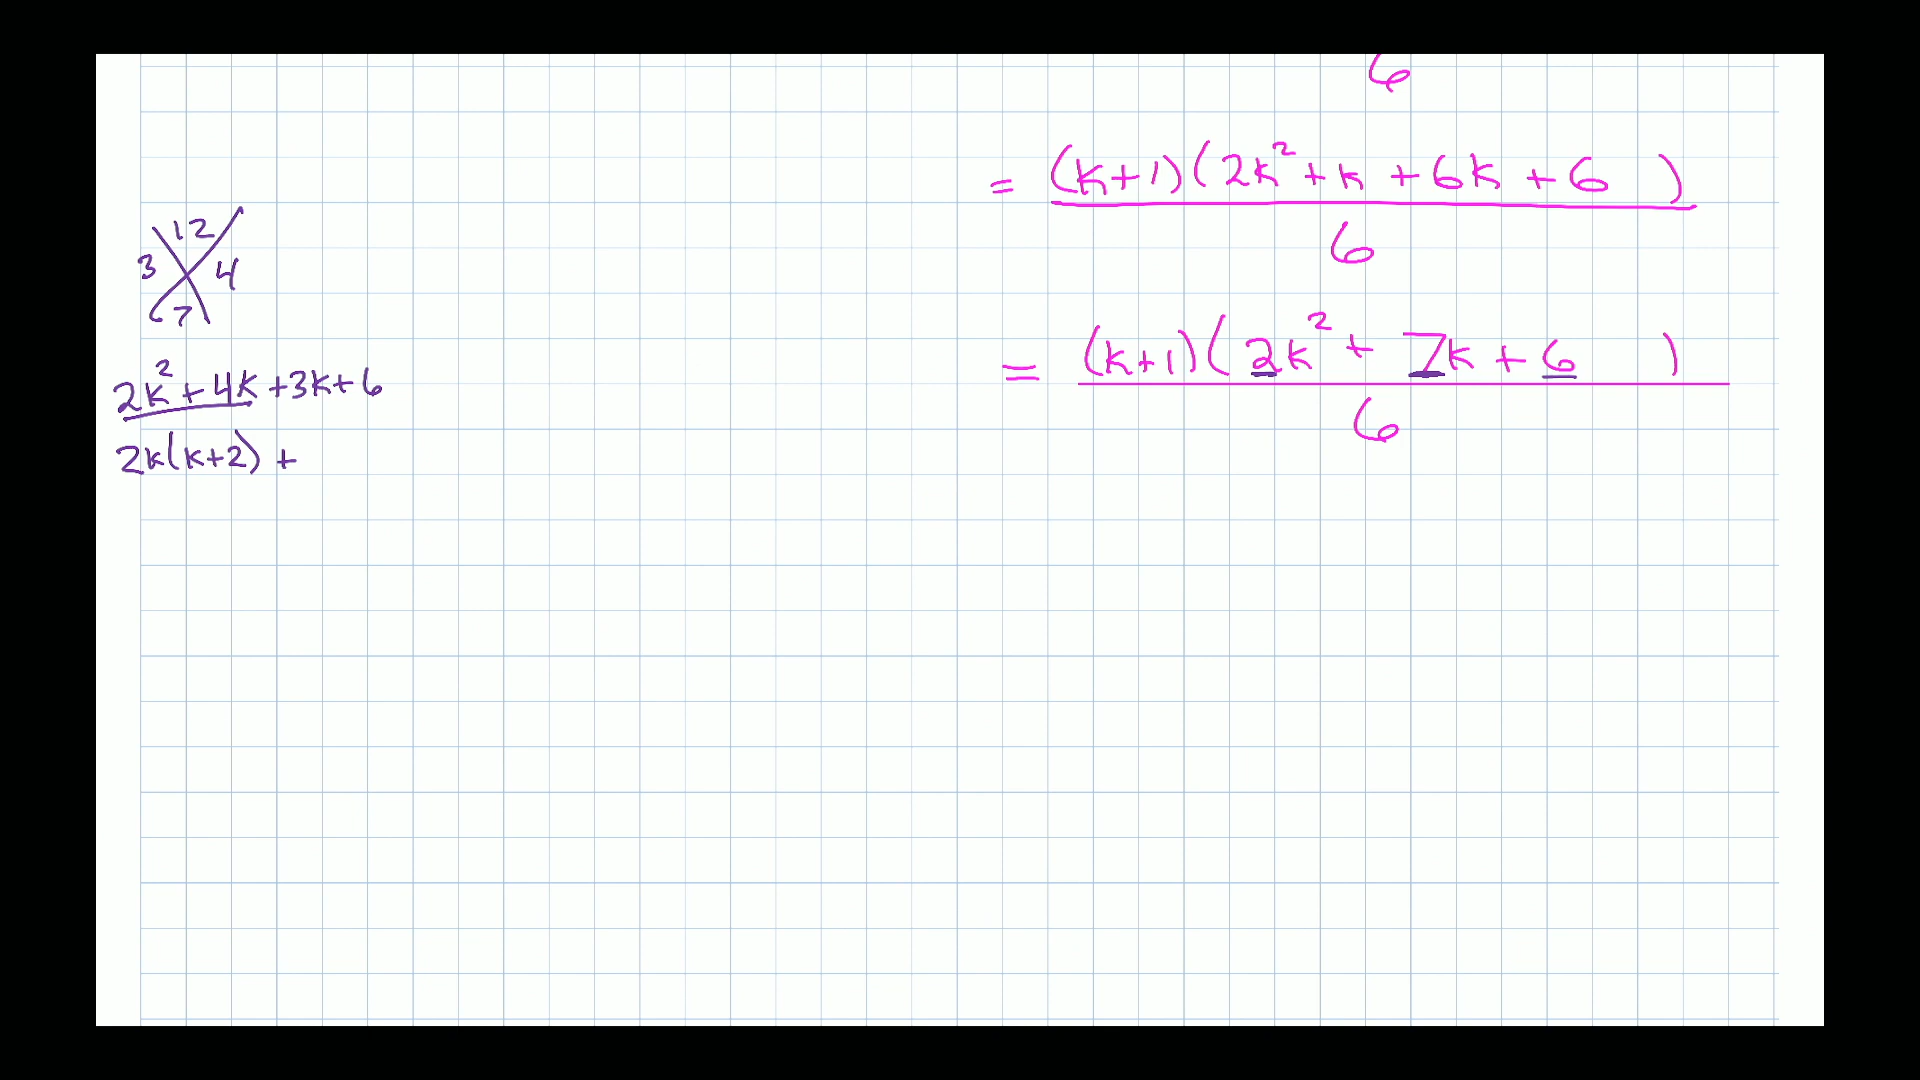 6
= (k+1)(2k²+k+6k+6 )
6
12
3 4
7
= (k+1)( 2k² + 7k + 6 )
6
2k²+4k+3k+6
2k(k+2) +